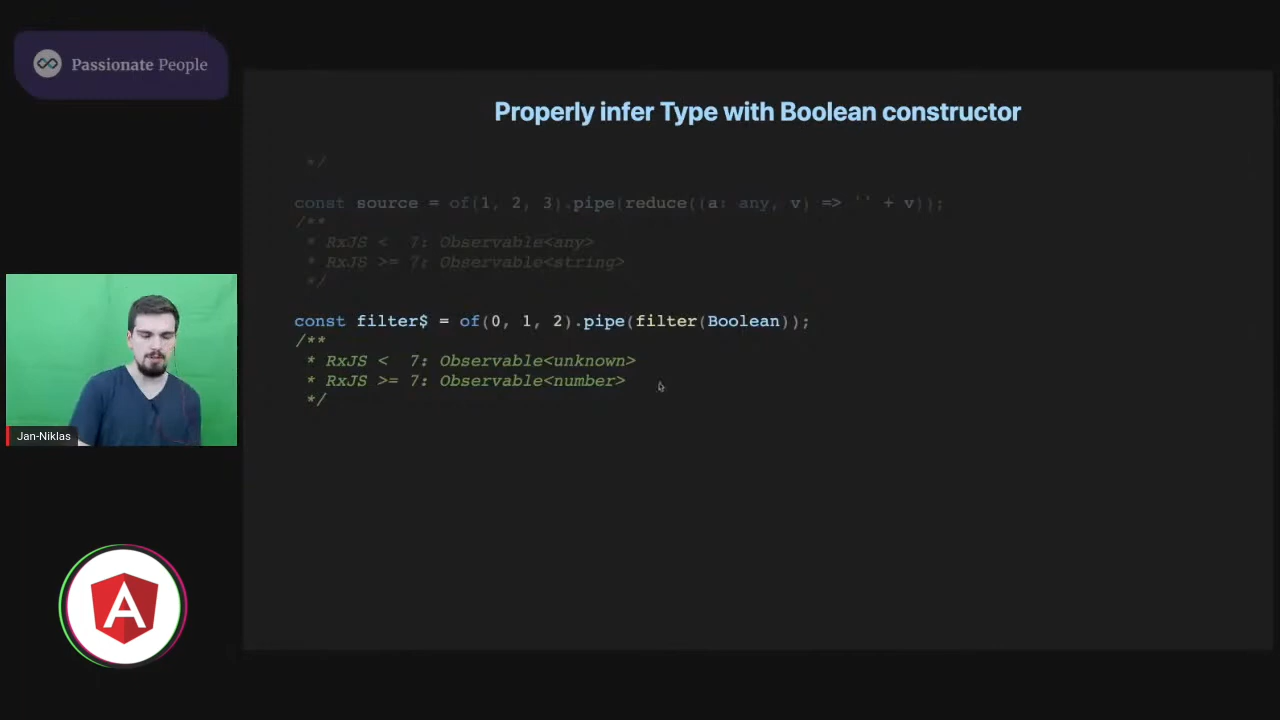 Passionate People
Properly infer Type with Boolean constructor
*/
const source = of(1, 2, 3).pipe(reduce((a: any, v) => '' + v));
/**
* RxJS <  7: Observable<any>
* RxJS >= 7: Observable<string>
*/
const filter$ = of(0, 1, 2).pipe(filter(Boolean));
/**
* RxJS <  7: Observable<unknown>
* RxJS >= 7: Observable<number>
*/
Jan-Niklas
A